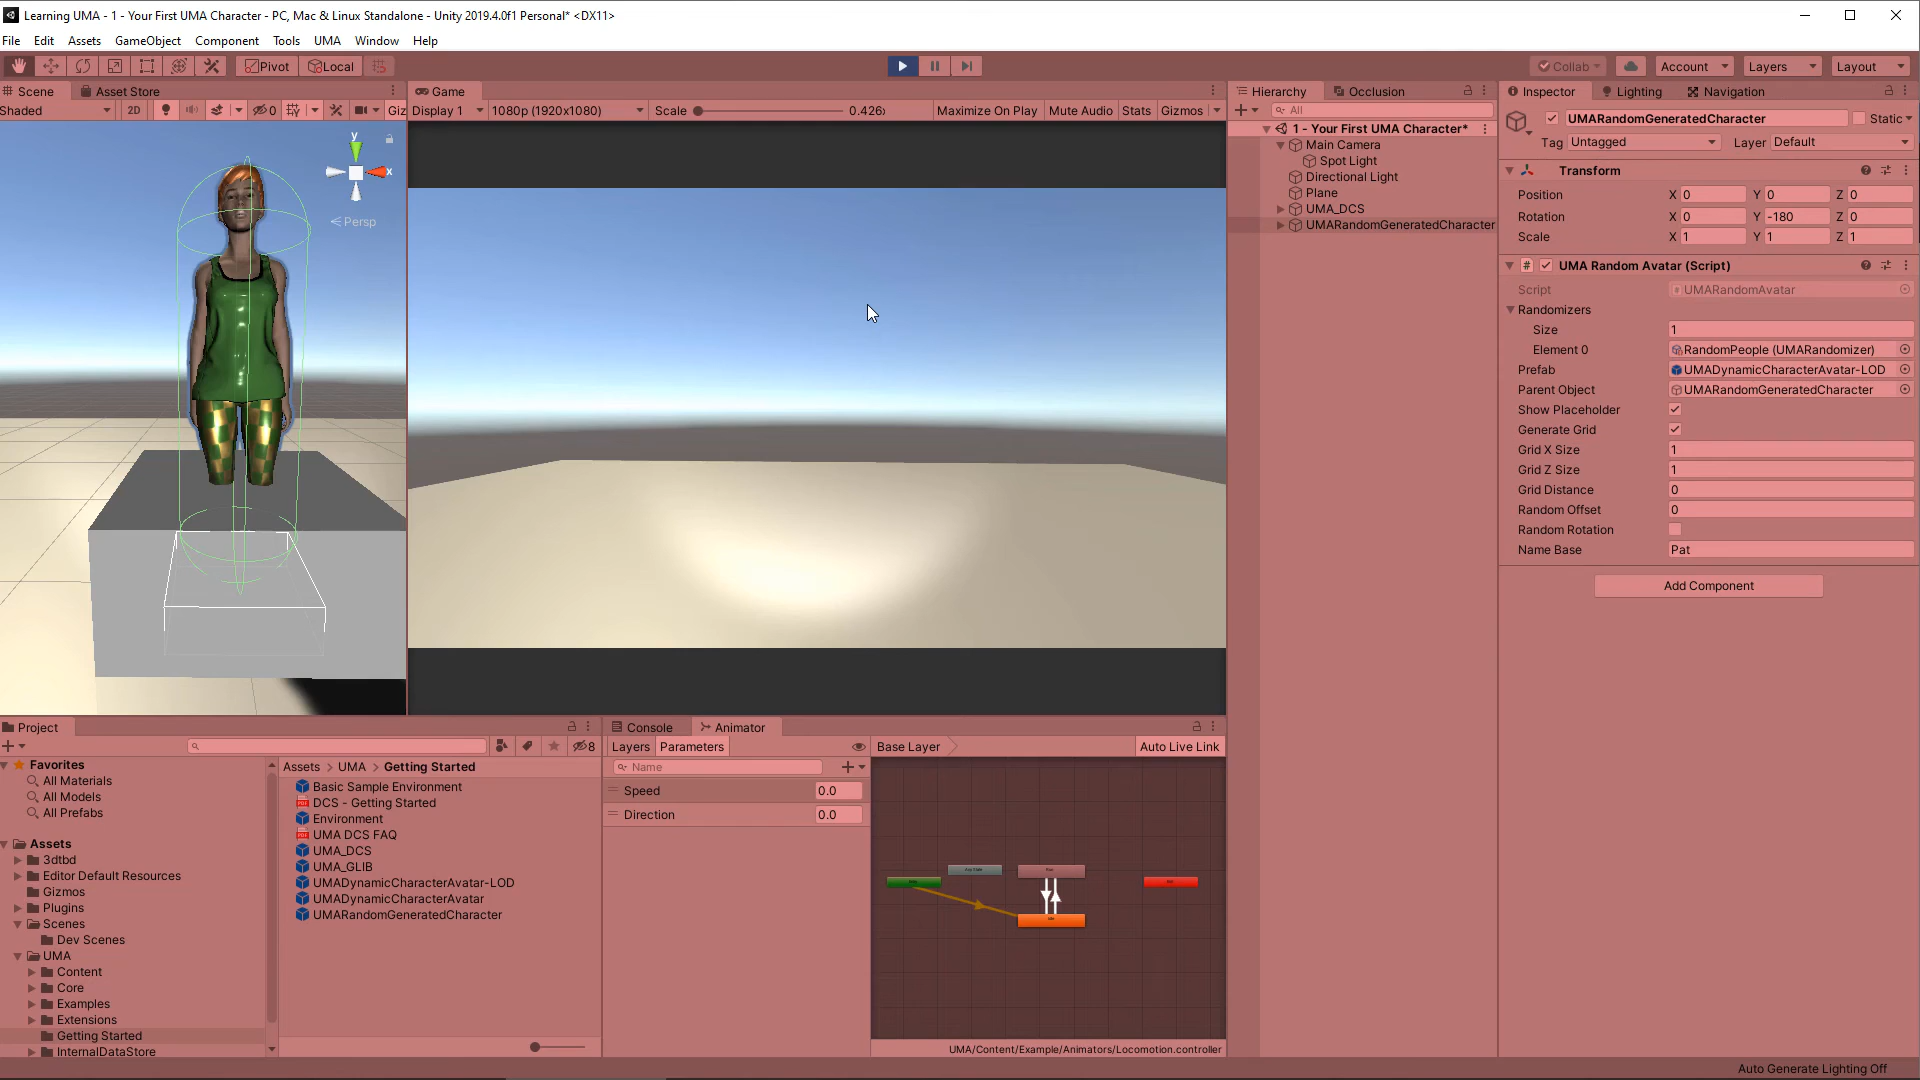 Learning UMA - 1 - Your First UMA Character - PC, Mac & Linux Standalone - Unity 2019.4.0f1 Personal* <DX11>
File Edit Assets GameObject Component Tools UMA Window Help
Pivot Local Collab Account Layers Layout
Scene Asset Store
Shaded 2D 0 Giz
y
x
Persp
Game
Display 1 1080p (1920x1080) Scale 0.426 Maximize On Play Mute Audio Stats Gizmos
Hierarchy Occlusion
All
1 - Your First UMA Character*
Main Camera
Spot Light
Directional Light
Plane
UMA_DCS
UMARandomGeneratedCharacter
Inspector Lighting Navigation
UMARandomGeneratedCharacter Static
Tag Untagged Layer Default
Transform
Position X 0 Y 0 Z 0
Rotation X 0 Y -180 Z 0
Scale X 1 Y 1 Z 1
# UMA Random Avatar (Script)
Script UMARandomAvatar
Randomizers
Size 1
Element 0 RandomPeople (UMARandomizer)
Prefab UMADynamicCharacterAvatar-LOD
Parent Object UMARandomGeneratedCharacter
Show Placeholder
Generate Grid
Grid X Size 1
Grid Z Size 1
Grid Distance 0
Random Offset 0
Random Rotation
Name Base Pat
Add Component
Project
8
Favorites
All Materials
All Models
All Prefabs
Assets
3dtbd
Editor Default Resources
Gizmos
Plugins
Scenes
Dev Scenes
UMA
Content
Core
Examples
Extensions
Getting Started
InternalDataStore
Assets > UMA > Getting Started
Basic Sample Environment
DCS - Getting Started
Environment
UMA DCS FAQ
UMA_DCS
UMA_GLIB
UMADynamicCharacterAvatar-LOD
UMADynamicCharacterAvatar
UMARandomGeneratedCharacter
Console Animator
Layers Parameters Base Layer Auto Live Link
Name
Speed 0.0
Direction 0.0
UMA/Content/Example/Animators/Locomotion.controller
Auto Generate Lighting Off